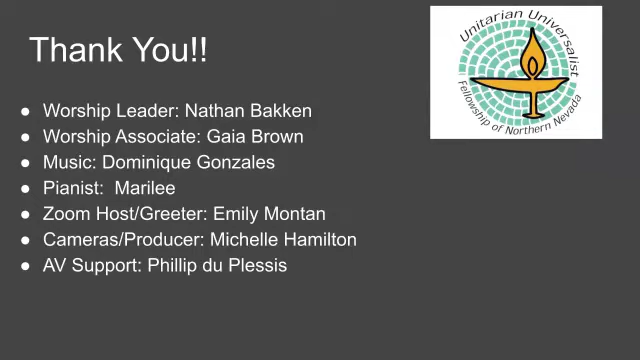 Thank You!!
● Worship Leader: Nathan Bakken
● Worship Associate: Gaia Brown
● Music: Dominique Gonzales
● Pianist:  Marilee
● Zoom Host/Greeter: Emily Montan
● Cameras/Producer: Michelle Hamilton
● AV Support: Phillip du Plessis
Unitarian Universalist
Fellowship of Northern Nevada